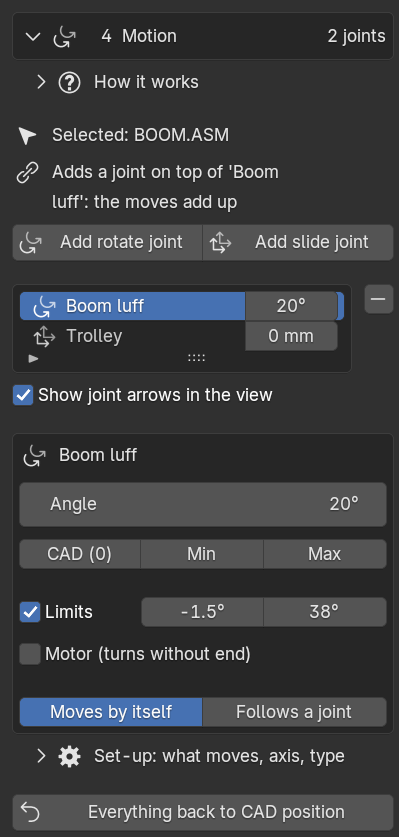 4 Motion 2 joints
How it works
Selected: BOOM.ASM
Adds a joint on top of 'Boom
luff': the moves add up
Add rotate joint Add slide joint
Boom luff 20°
Trolley 0 mm
Show joint arrows in the view
Boom luff
Angle 20°
CAD (0) Min Max
Limits -1.5° 38°
Motor (turns without end)
Moves by itself Follows a joint
Set-up: what moves, axis, type
Everything back to CAD position